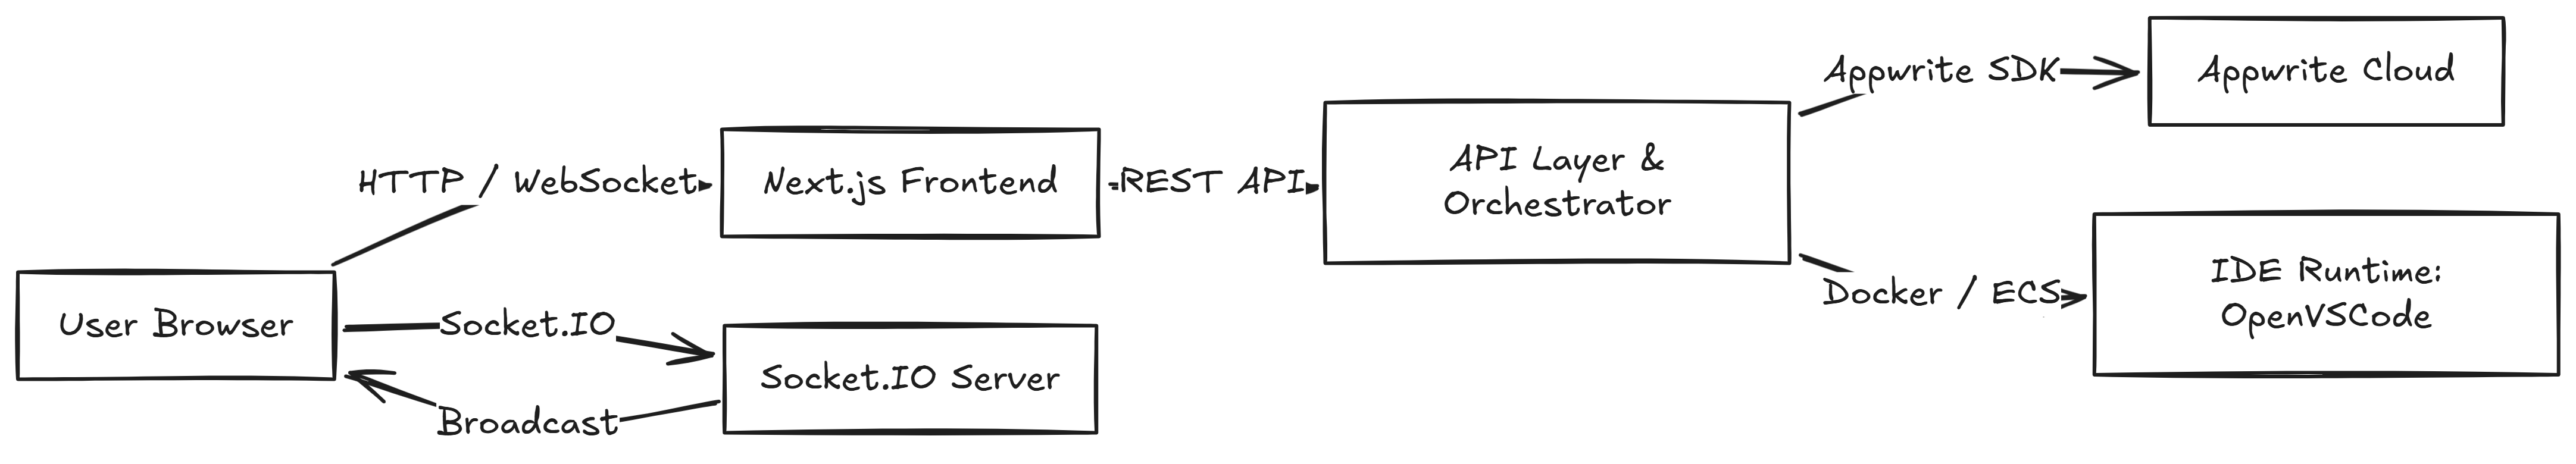 Appwrite SDK
Appwrite Cloud
HTTP / WebSocket
Next.js Frontend
REST API
API Layer &
Orchestrator
User Browser
Socket.IO
Socket.IO Server
Broadcast
Docker / ECS
IDE Runtime:
OpenVSCode